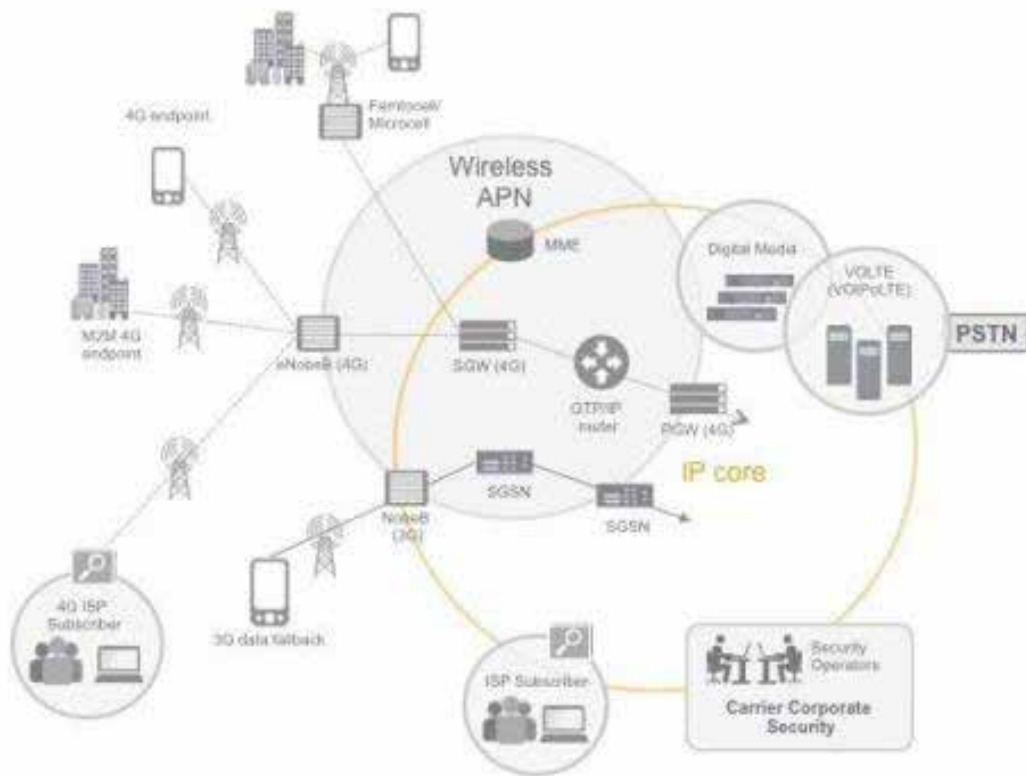 Femtocell/
Microcell
4G endpoint
Wireless
APN
MME
Digital Media
VOLTE
(VOIPoLTE)
PSTN
M2M 4G
endpoint
eNobeB (4G)
SGW (4G)
GTP/IP
router
PGW (4G)
IP core
SGSN
SGSN
NobeB
(3G)
4G ISP
Subscriber
3G data fallback
ISP Subscriber
Security
Operators
Carrier Corporate
Security